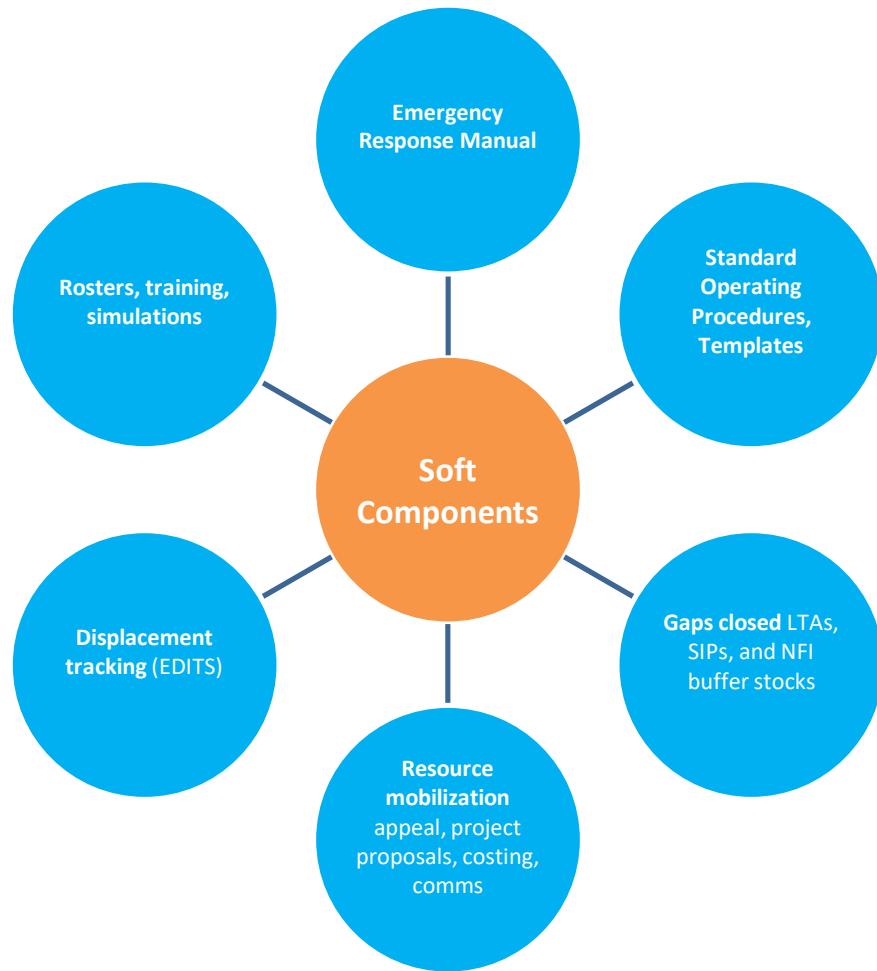 Emergency
Response Manual
Rosters, training,
simulations
Standard
Operating
Procedures,
Templates
Soft
Components
Displacement
tracking (EDITS)
Gaps closed LTAs,
SIPs, and NFI
buffer stocks
Resource
mobilization
appeal, project
proposals, costing,
comms